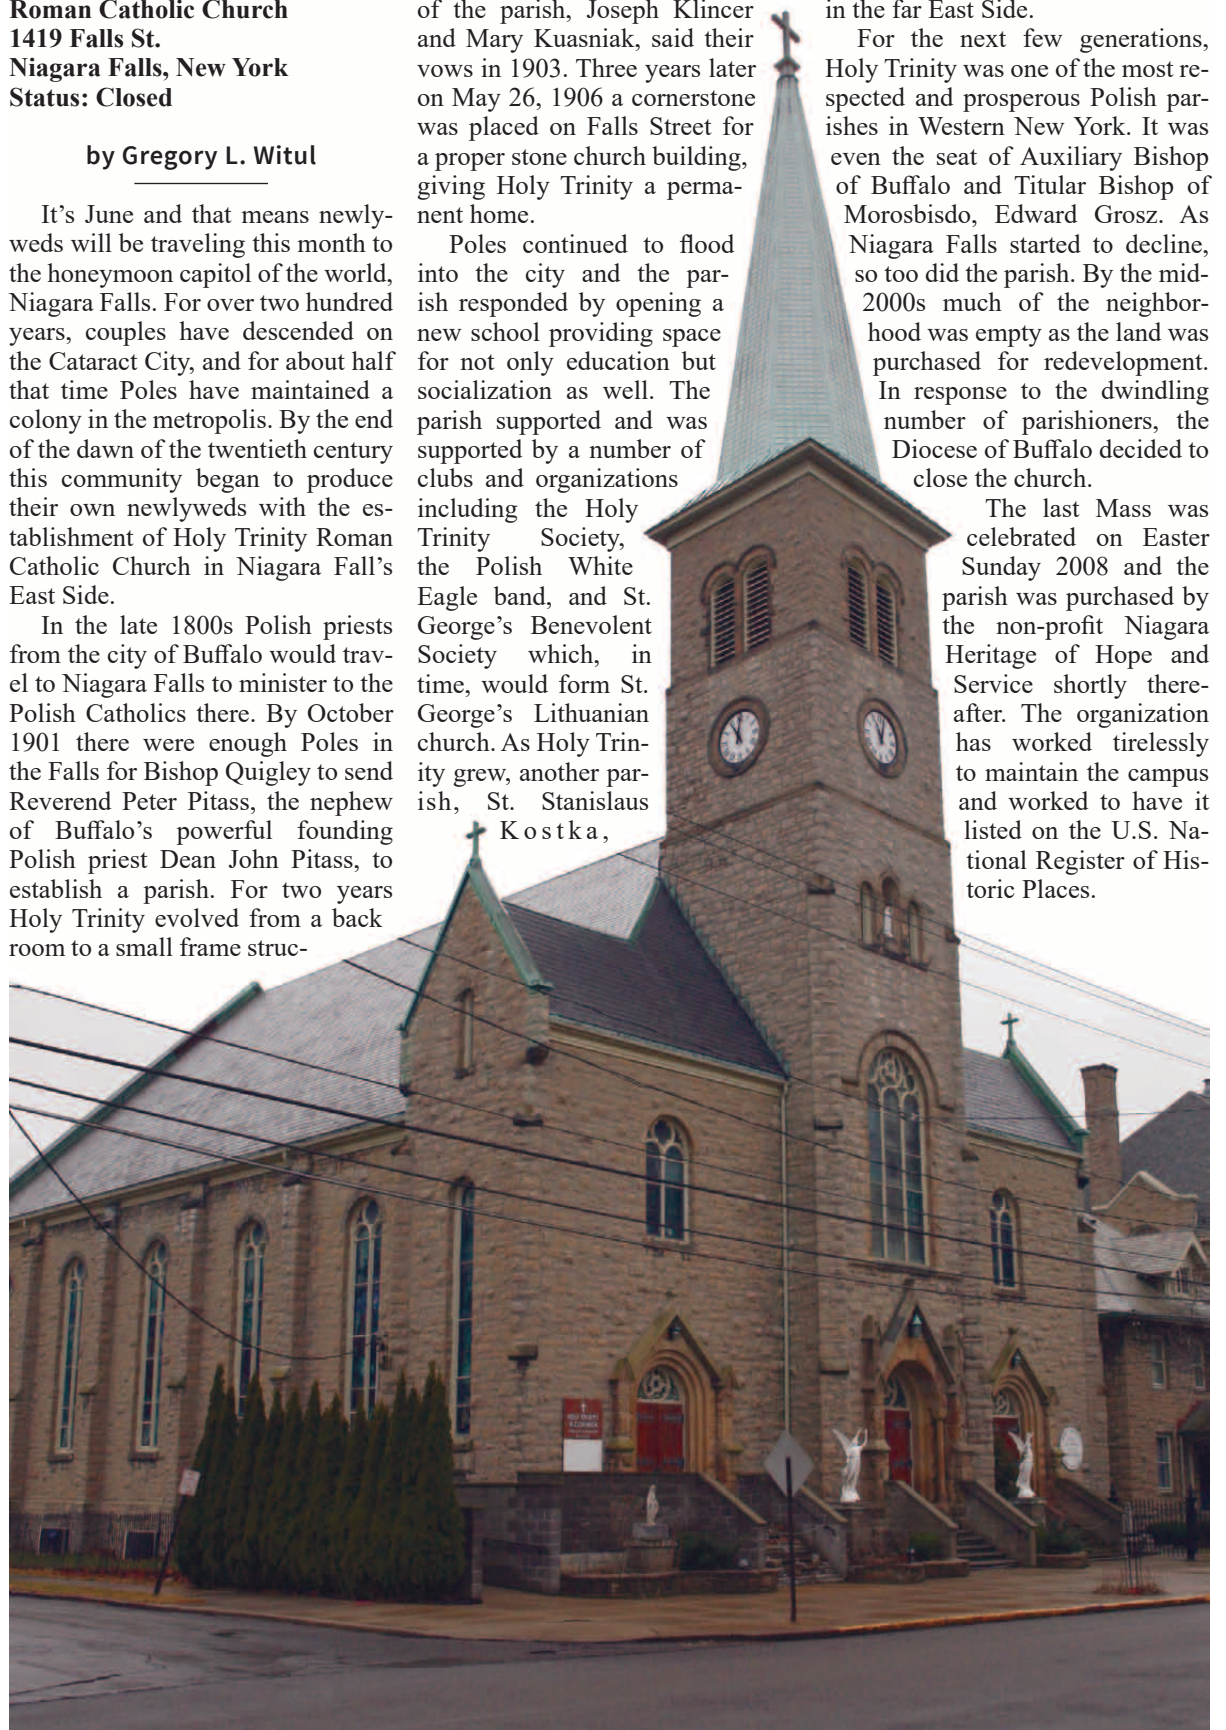 Roman Catholic Church
1419 Falls St.
Niagara Falls, New York
Status: Closed
by Gregory L. Witul
It’s June and that means newly-
weds will be traveling this month to
the honeymoon capitol of the world,
Niagara Falls. For over two hundred
years, couples have descended on
the Cataract City, and for about half
that time Poles have maintained a
colony in the metropolis. By the end
of the dawn of the twentieth century
this community began to produce
their own newlyweds with the es-
tablishment of Holy Trinity Roman
Catholic Church in Niagara Fall’s
East Side.
In the late 1800s Polish priests
from the city of Buffalo would trav-
el to Niagara Falls to minister to the
Polish Catholics there. By October
1901 there were enough Poles in
the Falls for Bishop Quigley to send
Reverend Peter Pitass, the nephew
of Buffalo’s powerful founding
Polish priest Dean John Pitass, to
establish a parish. For two years
Holy Trinity evolved from a back
room to a small frame struc-
of the parish, Joseph Klincer
and Mary Kuasniak, said their
vows in 1903. Three years later
on May 26, 1906 a cornerstone
was placed on Falls Street for
a proper stone church building,
giving Holy Trinity a perma-
nent home.
Poles continued to flood
into the city and the par-
ish responded by opening a
new school providing space
for not only education but
socialization as well. The
parish supported and was
supported by a number of
clubs and organizations
including the Holy
Trinity Society,
the Polish White
Eagle band, and St.
George’s Benevolent
Society which, in
time, would form St.
George’s Lithuanian
church. As Holy Trin-
ity grew, another par-
ish, St. Stanislaus
Kostka,
in the far East Side.
For the next few generations,
Holy Trinity was one of the most re-
spected and prosperous Polish par-
ishes in Western New York. It was
even the seat of Auxiliary Bishop
of Buffalo and Titular Bishop of
Morosbisdo, Edward Grosz. As
Niagara Falls started to decline,
so too did the parish. By the mid-
2000s much of the neighbor-
hood was empty as the land was
purchased for redevelopment.
In response to the dwindling
number of parishioners, the
Diocese of Buffalo decided to
close the church.
The last Mass was
celebrated on Easter
Sunday 2008 and the
parish was purchased by
the non-profit Niagara
Heritage of Hope and
Service shortly there-
after. The organization
has worked tirelessly
to maintain the campus
and worked to have it
listed on the U.S. Na-
tional Register of His-
toric Places.